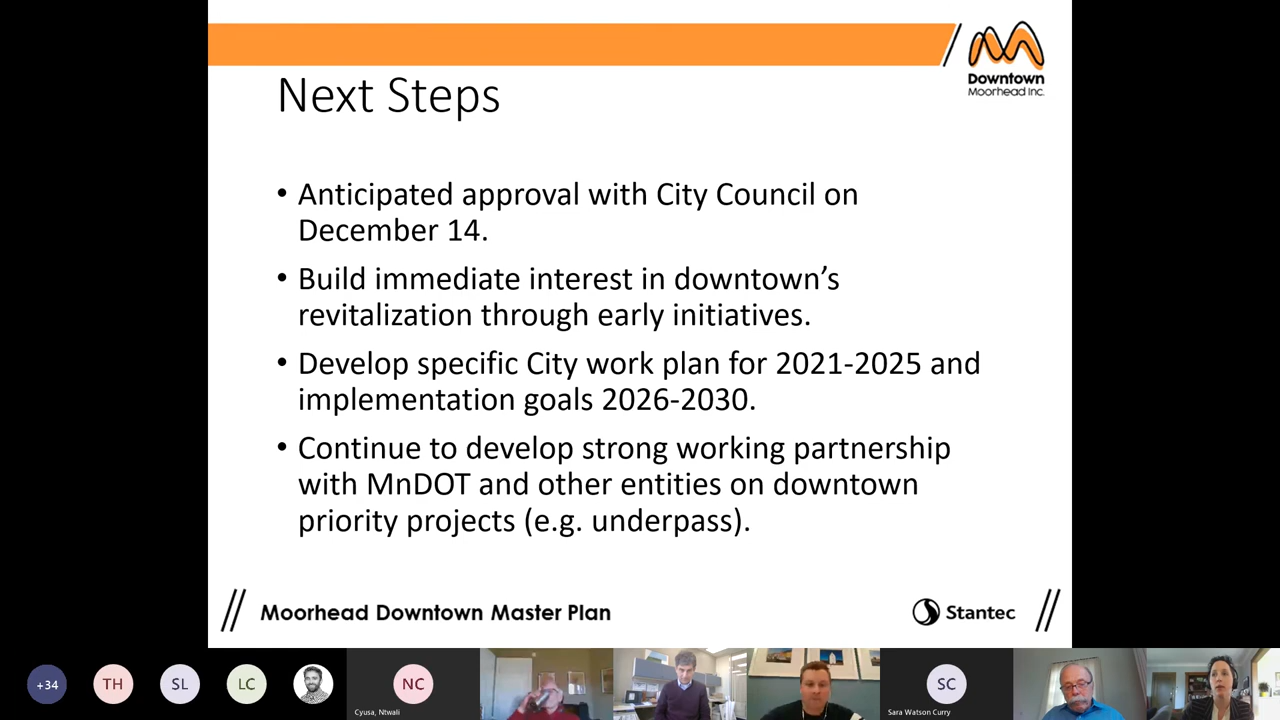 Downtown
Moorhead Inc.
Next Steps
• Anticipated approval with City Council on
December 14.
• Build immediate interest in downtown’s
revitalization through early initiatives.
• Develop specific City work plan for 2021-2025 and
implementation goals 2026-2030.
• Continue to develop strong working partnership
with MnDOT and other entities on downtown
priority projects (e.g. underpass).
Moorhead Downtown Master Plan
Stantec
+34
TH
SL
LC
NC
Cyusa, Ntwali
SC
Sara Watson Curry